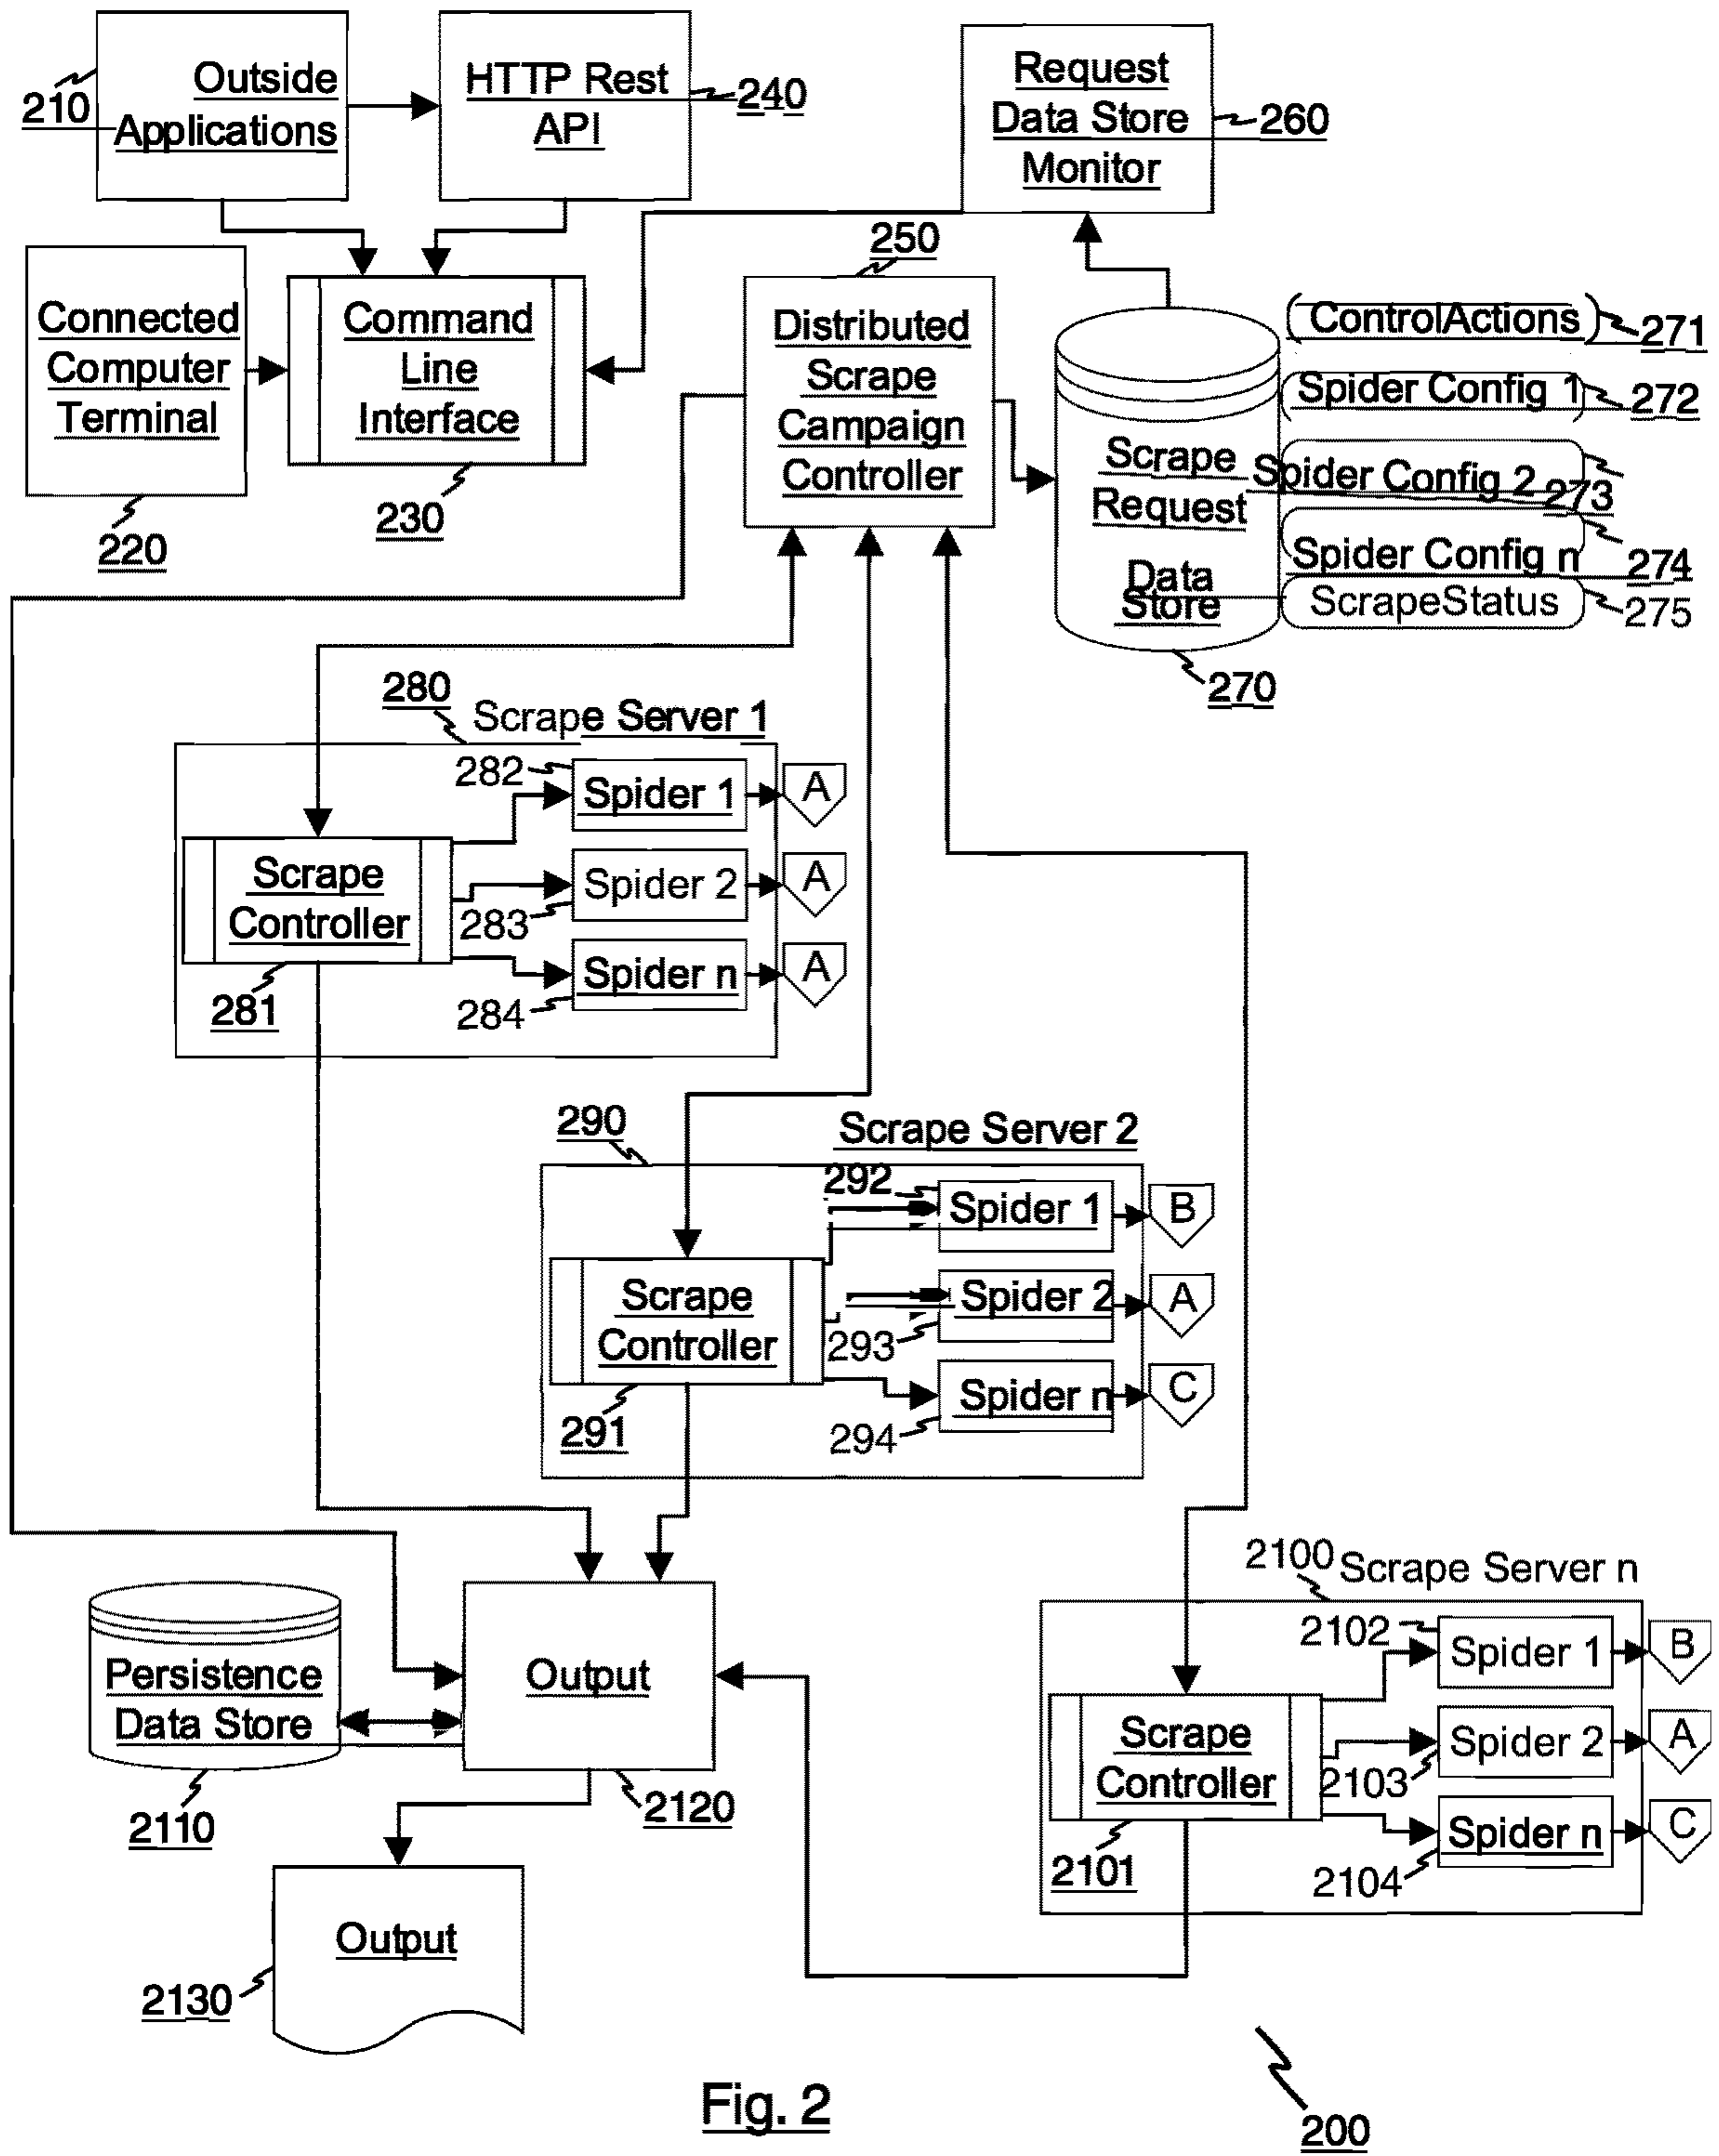 210
Outside
Applications
HTTP Rest
API
240
Request
Data Store
Monitor
260
Connected
Computer
Terminal
220
Command
Line
Interface
230
250
Distributed
Scrape
Campaign
Controller
Scrape
Request
Data
Store
270
ControlActions
271
Spider Config 1
272
Spider Config 2
273
Spider Config n
274
ScrapeStatus
275
280
Scrape Server 1
282
Spider 1
A
Scrape
Controller
281
Spider 2
283
A
Spider n
284
A
290
Scrape Server 2
292
Spider 1
B
Scrape
Controller
291
Spider 2
293
A
Spider n
294
C
2100
Scrape Server n
2102
Spider 1
B
Scrape
Controller
2101
Spider 2
2103
A
Spider n
2104
C
Persistence
Data Store
2110
Output
2120
Output
2130
Fig. 2
200